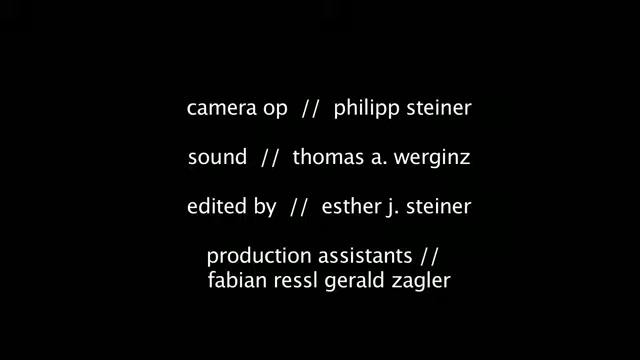 camera op // philipp steiner
sound // thomas a. werginz
edited by // esther j. steiner
production assistants //
fabian ressl gerald zagler